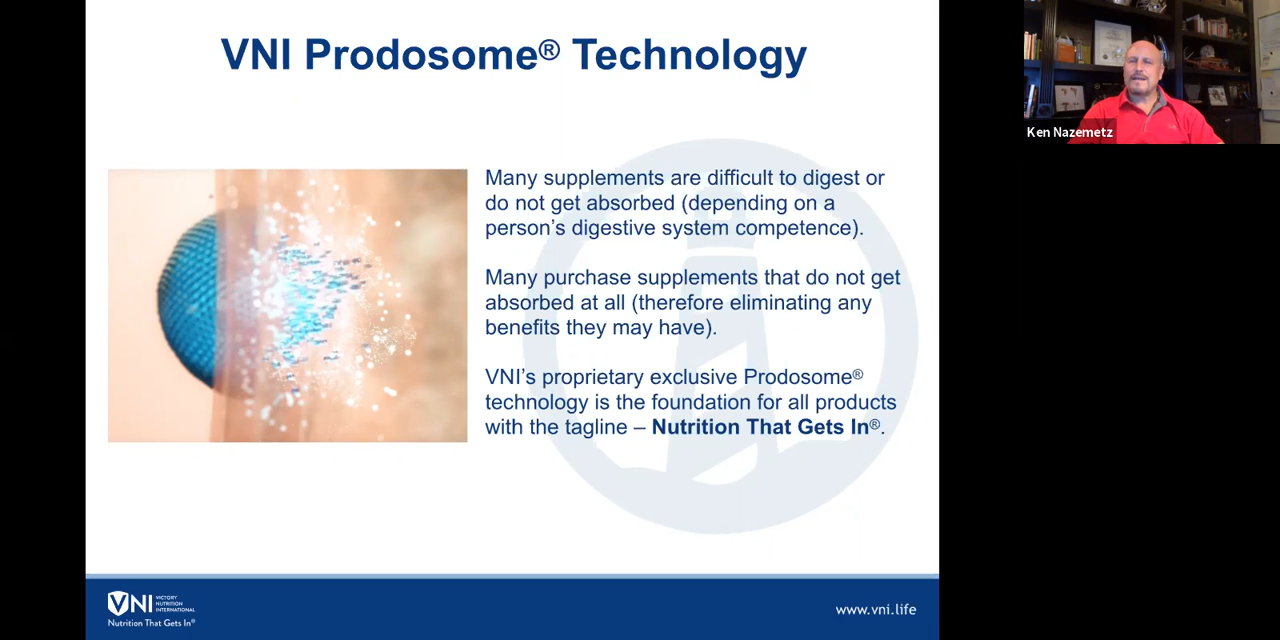 VNI Prodosome® Technology
Many supplements are difficult to digest or
do not get absorbed (depending on a
person's digestive system competence).
Many purchase supplements that do not get
absorbed at all (therefore eliminating any
benefits they may have).
VNI's proprietary exclusive Prodosome®
technology is the foundation for all products
with the tagline – Nutrition That Gets In®.
Ken Nazemetz
VNI
VICTORY
NUTRITION
INTERNATIONAL
Nutrition That Gets In®
www.vni.life